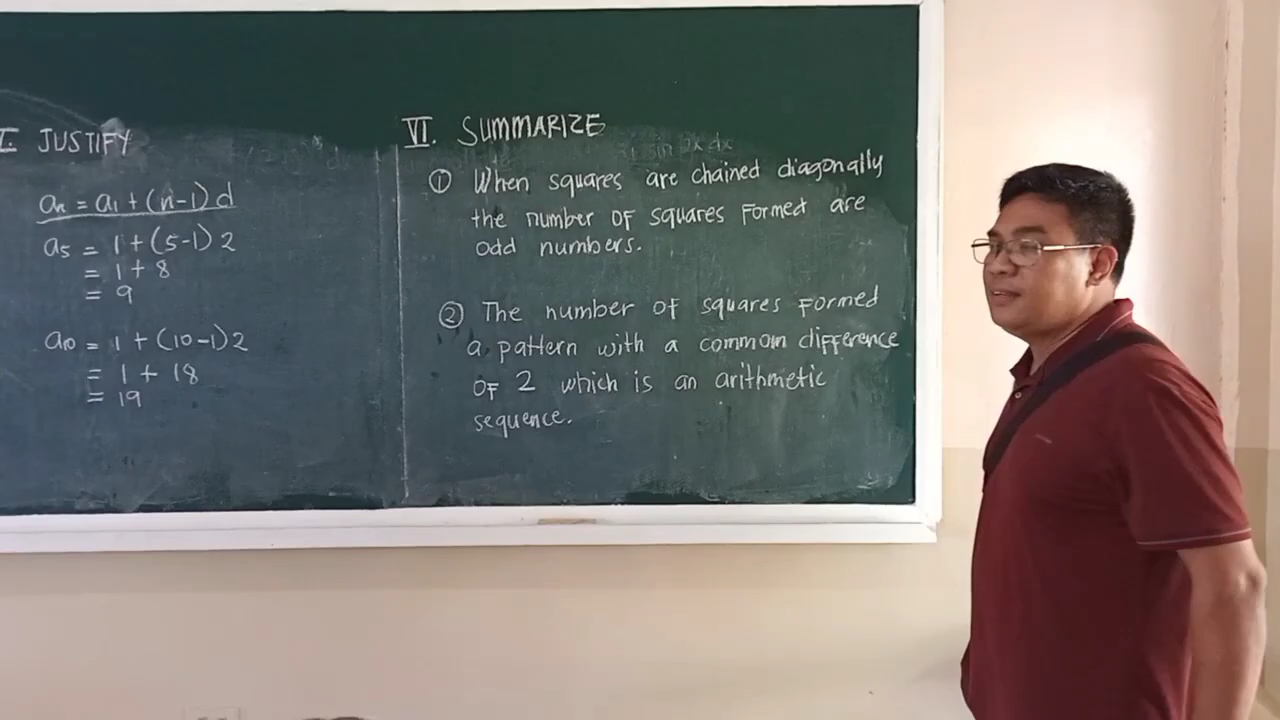 I. JUSTIFY
an = a1 + (n-1) d
a5 = 1 + (5-1) 2
= 1 + 8
= 9
a10 = 1 + (10-1) 2
= 1 + 18
= 19
VI. SUMMARIZE
① When squares are chained diagonally
the number of squares formed are
odd numbers.
② The number of squares formed
a pattern with a common difference
of 2 which is an arithmetic
sequence.